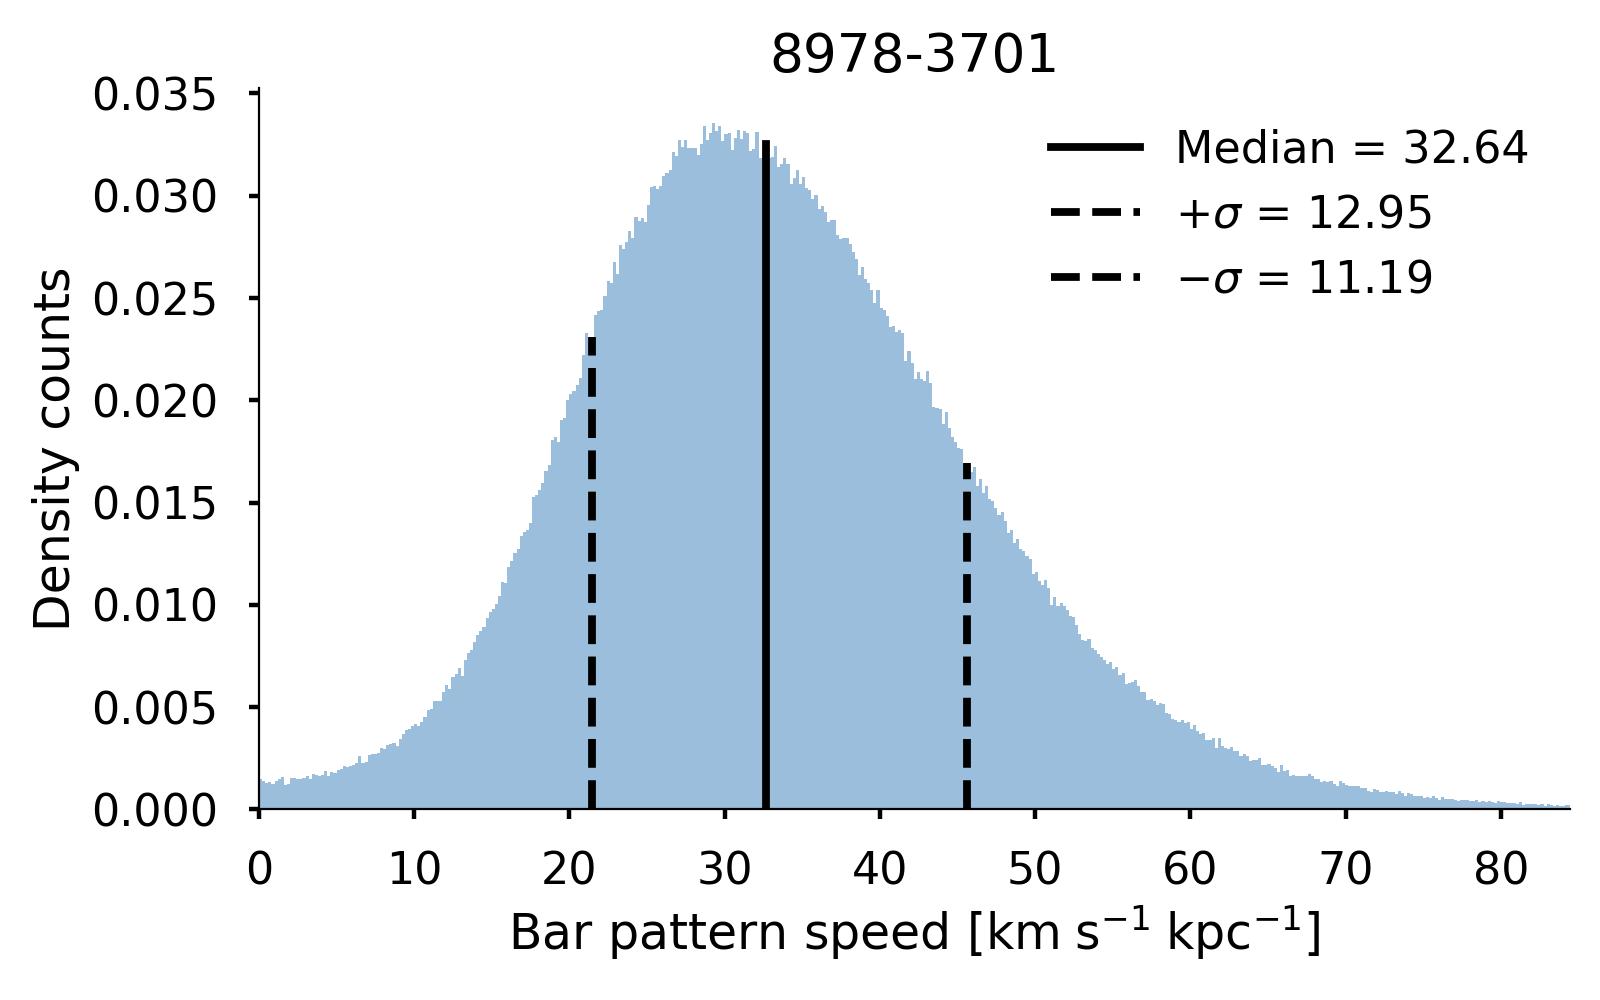 8978-3701
Median = 32.64
+σ = 12.95
−σ = 11.19
Density counts
0.035
0.030
0.025
0.020
0.015
0.010
0.005
0.000
0 10 20 30 40 50 60 70 80
Bar pattern speed [km s⁻¹ kpc⁻¹]